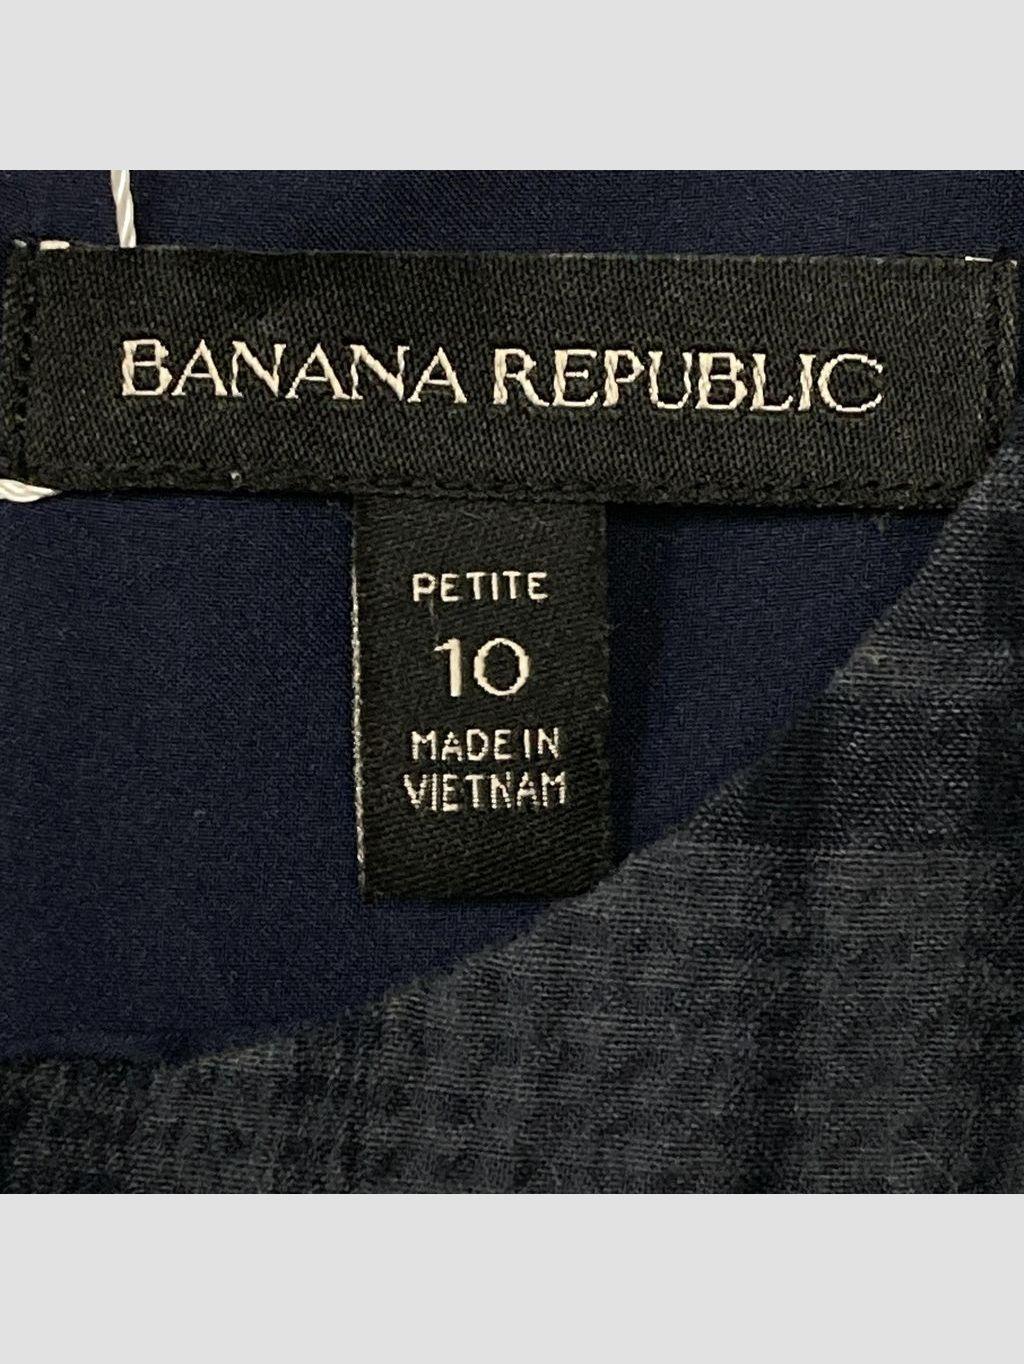 BANANA REPUBLIC
PETITE
10
MADE IN
VIETNAM